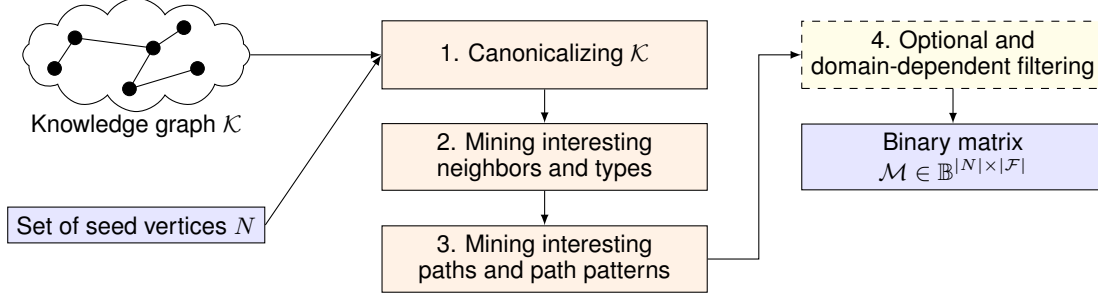 Knowledge graph 𝒦
Set of seed vertices N
1. Canonicalizing 𝒦
2. Mining interesting
neighbors and types
3. Mining interesting
paths and path patterns
4. Optional and
domain-dependent filtering
Binary matrix
ℳ ∈ 𝔹^{|N|×|ℱ|}